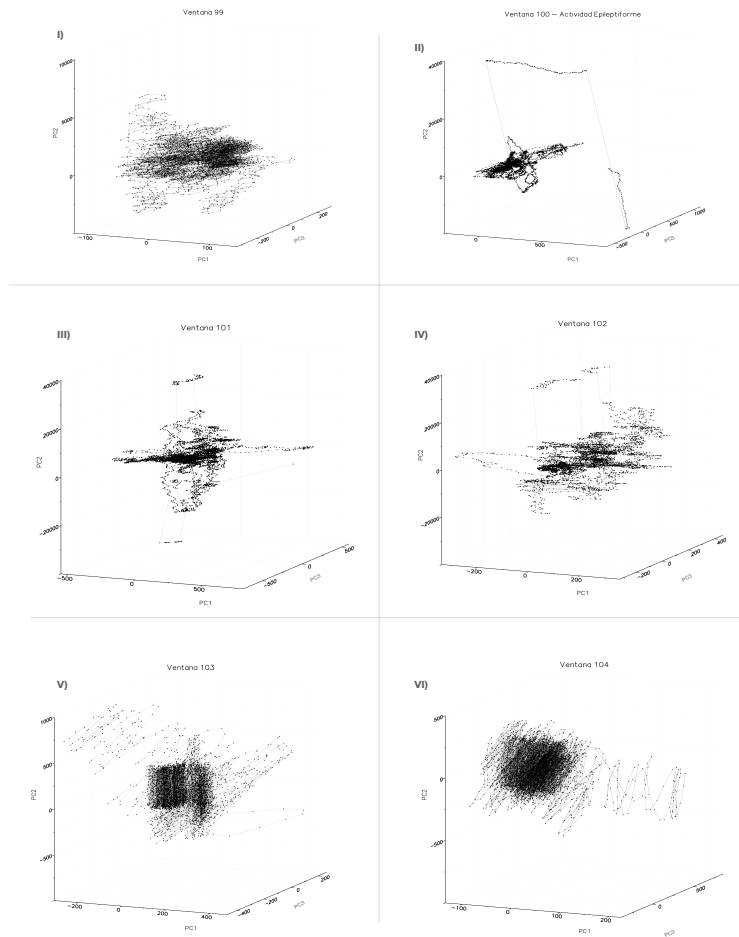 Ventana 99
I)
10000
5000
0
PC2
-100
0
100
PC1
-200
0
200
PC3
Ventana 100 — Actividad Epileptiforme
II)
40000
20000
0
PC2
0
500
PC1
-500
0
500
1000
PC3
Ventana 101
III)
40000
20000
0
-20000
PC2
-500
0
500
PC1
-500
0
500
PC3
Ventana 102
IV)
40000
20000
0
-20000
PC2
-200
0
200
PC1
-200
0
200
400
PC3
Ventana 103
V)
1000
500
0
-500
PC2
-200
0
200
400
PC1
-400
-200
0
200
PC3
Ventana 104
VI)
500
0
-500
PC2
-100
0
100
200
PC1
0
500
PC3